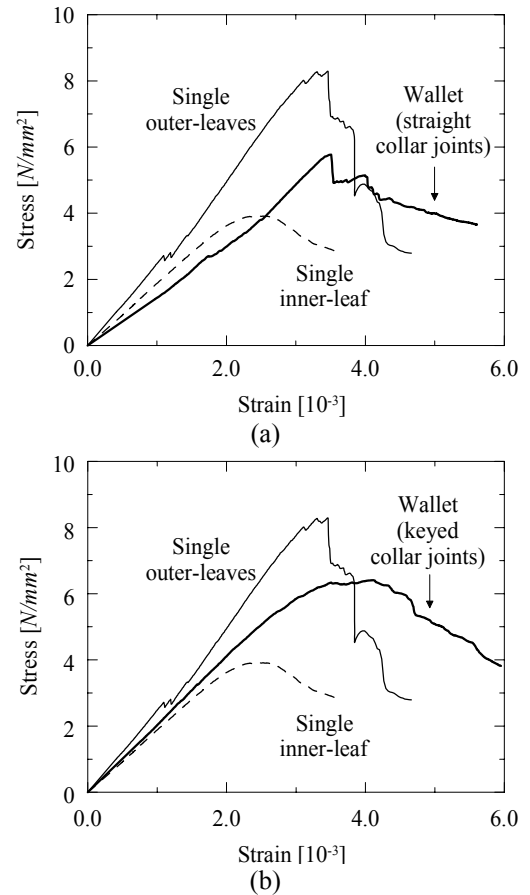 10
8
6
4
2
0
Stress [N/mm²]
Single
outer-leaves
Wallet
(straight
collar joints)
Single
inner-leaf
0.0 2.0 4.0 6.0
Strain [10⁻³]
(a)
10
8
6
4
2
0
Stress [N/mm²]
Single
outer-leaves
Wallet
(keyed
collar joints)
Single
inner-leaf
0.0 2.0 4.0 6.0
Strain [10⁻³]
(b)